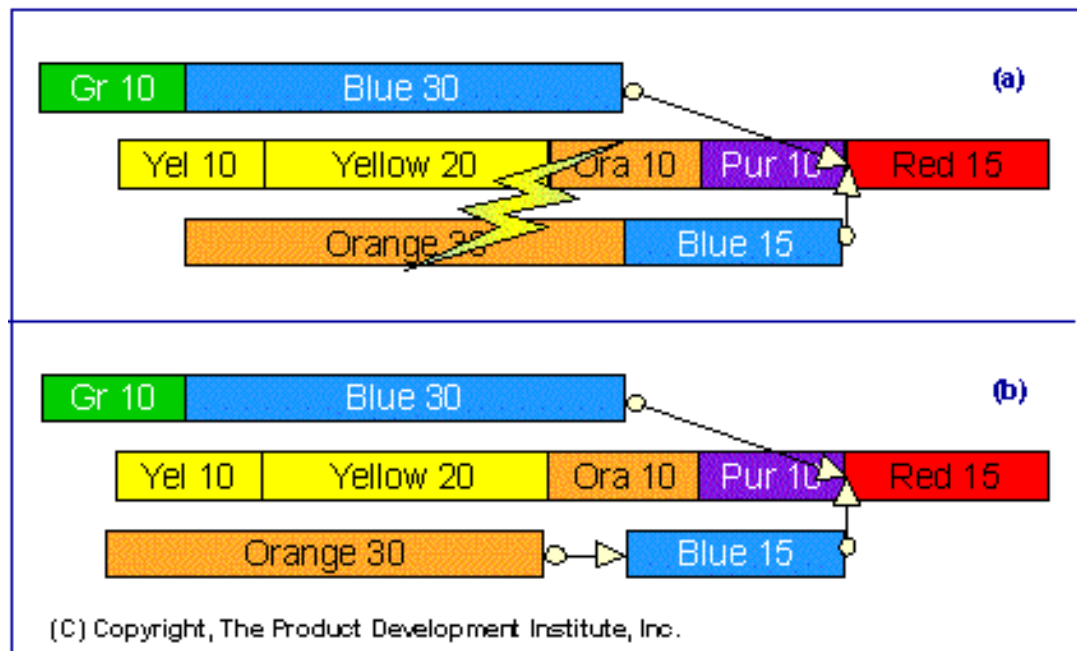 Gr 10 Blue 30 (a)
Yel 10 Yellow 20 Ora 10 Pur 10 Red 15
Orange 30 Blue 15
Gr 10 Blue 30 (b)
Yel 10 Yellow 20 Ora 10 Pur 10 Red 15
Orange 30 Blue 15
(C) Copyright, The Product Development Institute, Inc.